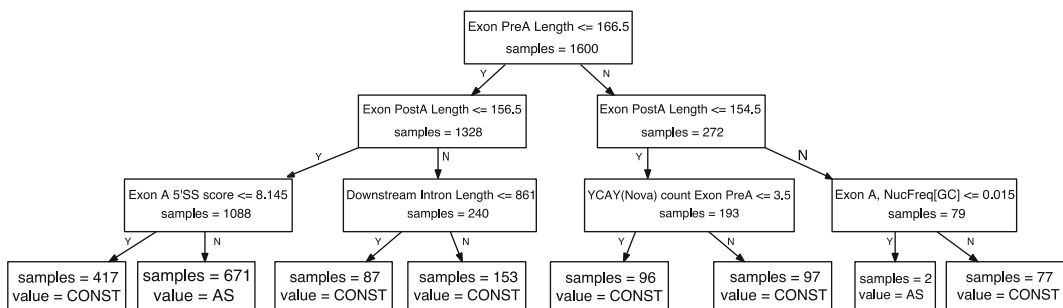 Exon PreA Length <= 166.5
samples = 1600
Y
N
Exon PostA Length <= 156.5
samples = 1328
Exon PostA Length <= 154.5
samples = 272
Y
N
Y
N
Exon A 5'SS score <= 8.145
samples = 1088
Downstream Intron Length <= 861
samples = 240
YCAY(Nova) count Exon PreA <= 3.5
samples = 193
Exon A, NucFreq[GC] <= 0.015
samples = 79
Y
N
Y
N
Y
N
Y
N
samples = 417
value = CONST
samples = 671
value = AS
samples = 87
value = CONST
samples = 153
value = CONST
samples = 96
value = CONST
samples = 97
value = CONST
samples = 2
value = AS
samples = 77
value = CONST